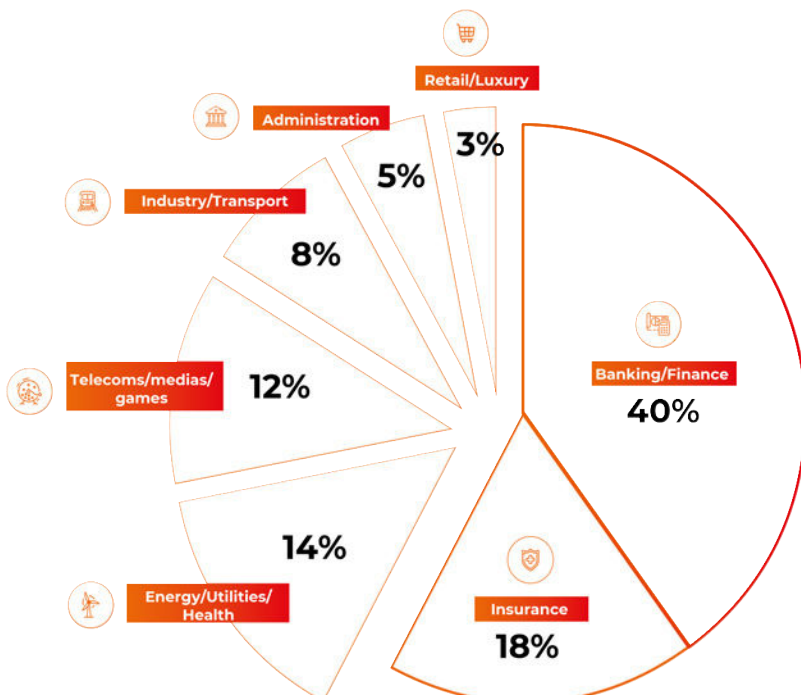 Retail/Luxury
3%
Administration
5%
Industry/Transport
8%
Telecoms/medias/
games
12%
Energy/Utilities/
Health
14%
Insurance
18%
Banking/Finance
40%